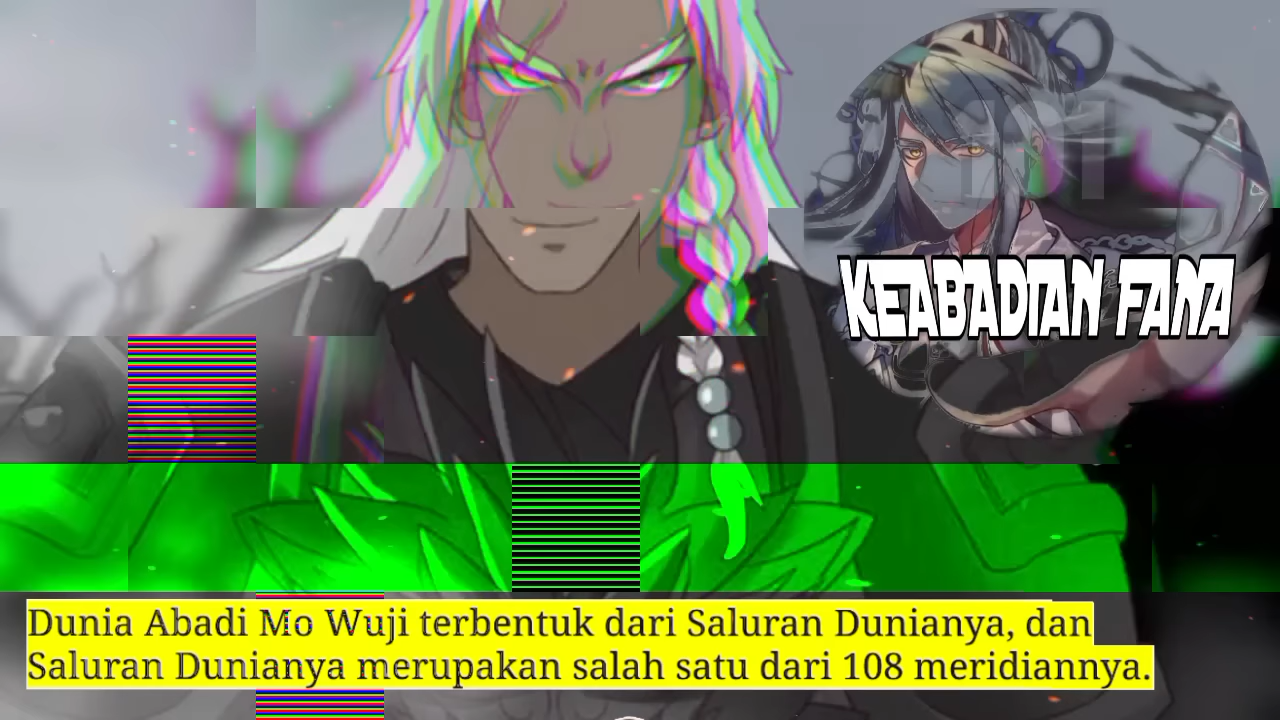 191
KEABADIAN FANA
Dunia Abadi Mo Wuji terbentuk dari Saluran Dunianya, dan
Saluran Dunianya merupakan salah satu dari 108 meridiannya.